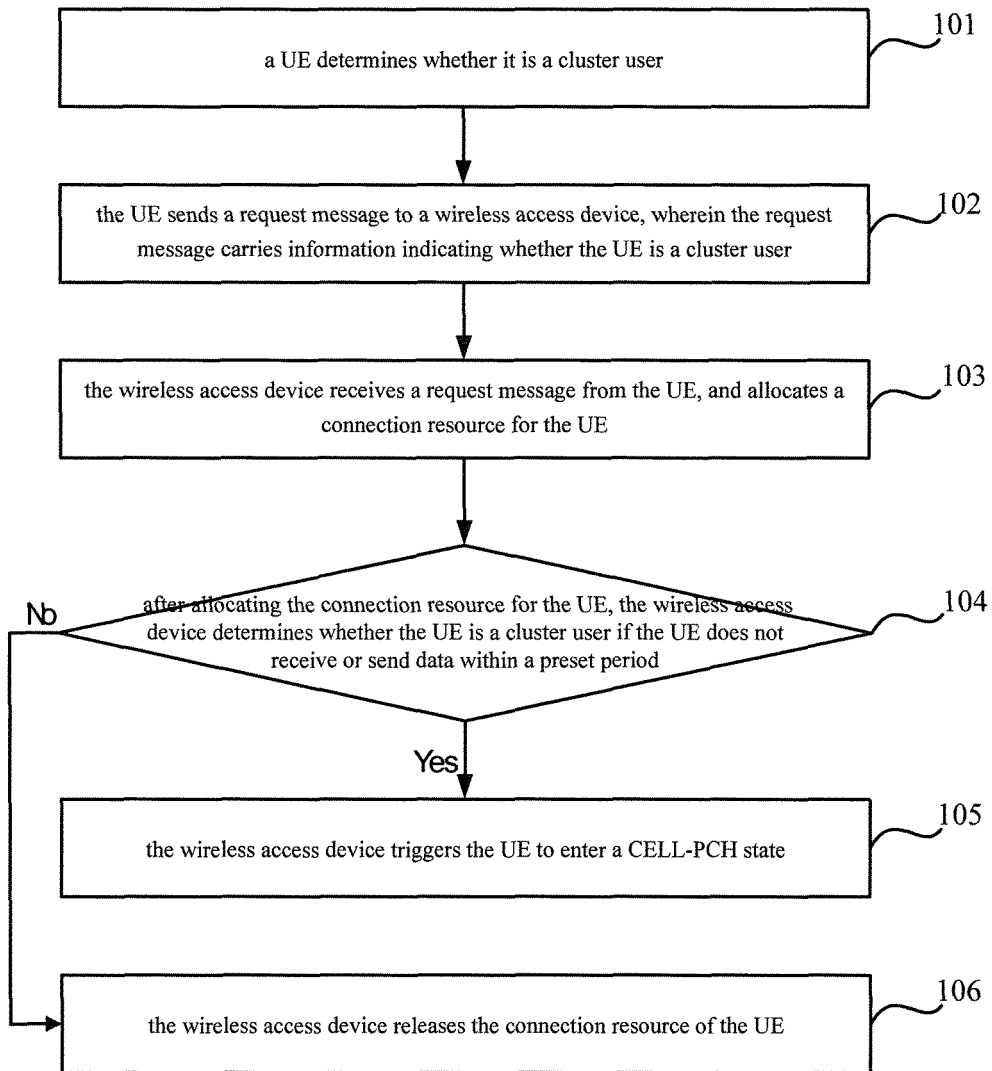 101
a UE determines whether it is a cluster user
102
the UE sends a request message to a wireless access device, wherein the request
message carries information indicating whether the UE is a cluster user
103
the wireless access device receives a request message from the UE, and allocates a
connection resource for the UE
104
No
after allocating the connection resource for the UE, the wireless access
device determines whether the UE is a cluster user if the UE does not
receive or send data within a preset period
Yes
105
the wireless access device triggers the UE to enter a CELL-PCH state
106
the wireless access device releases the connection resource of the UE